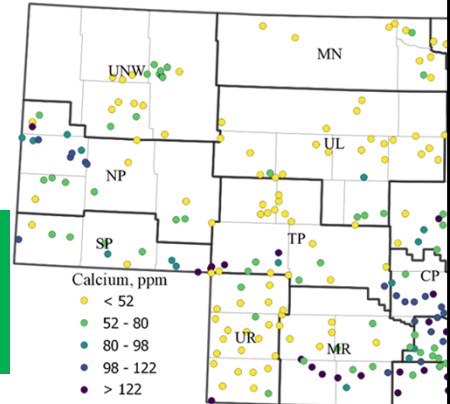 MN
UNW
UL
NP
TP
SP
CP
Calcium, ppm
< 52
52 - 80
80 - 98
98 - 122
> 122
UR
MR